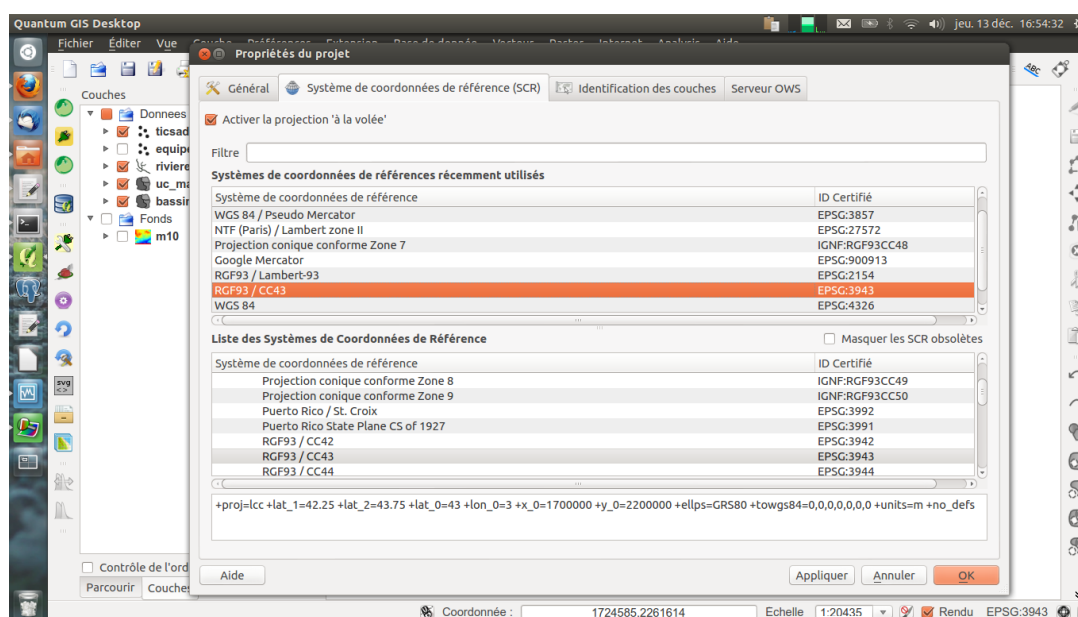 Quantum GIS Desktop
jeu. 13 déc. 16:54:32
Fichier Éditer Vue
Propriétés du projet
Couches
Donnees
ticsad
equipe
riviere
uc_ma
bassin
Fonds
m10
Général
Système de coordonnées de référence (SCR)
Identification des couches
Serveur OWS
Activer la projection 'à la volée'
Filtre
Systèmes de coordonnées de références récemment utilisés
Système de coordonnées de référence ID Certifié
WGS 84 / Pseudo Mercator EPSG:3857
NTF (Paris) / Lambert zone II EPSG:27572
Projection conique conforme Zone 7 IGNF:RGF93CC48
Google Mercator EPSG:900913
RGF93 / Lambert-93 EPSG:2154
RGF93 / CC43 EPSG:3943
WGS 84 EPSG:4326
Liste des Systèmes de Coordonnées de Référence
Masquer les SCR obsolètes
Système de coordonnées de référence ID Certifié
Projection conique conforme Zone 8 IGNF:RGF93CC49
Projection conique conforme Zone 9 IGNF:RGF93CC50
Puerto Rico / St. Croix EPSG:3992
Puerto Rico State Plane CS of 1927 EPSG:3991
RGF93 / CC42 EPSG:3942
RGF93 / CC43 EPSG:3943
RGF93 / CC44 EPSG:3944
+proj=lcc +lat_1=42.25 +lat_2=43.75 +lat_0=43 +lon_0=3 +x_0=1700000 +y_0=2200000 +ellps=GRS80 +towgs84=0,0,0,0,0,0,0 +units=m +no_defs
Aide
Appliquer
Annuler
OK
Contrôle de l'ord
Parcourir Couches
Coordonnée : 1724585,2261614 Echelle 1:20435 Rendu EPSG:3943
svg
ABC